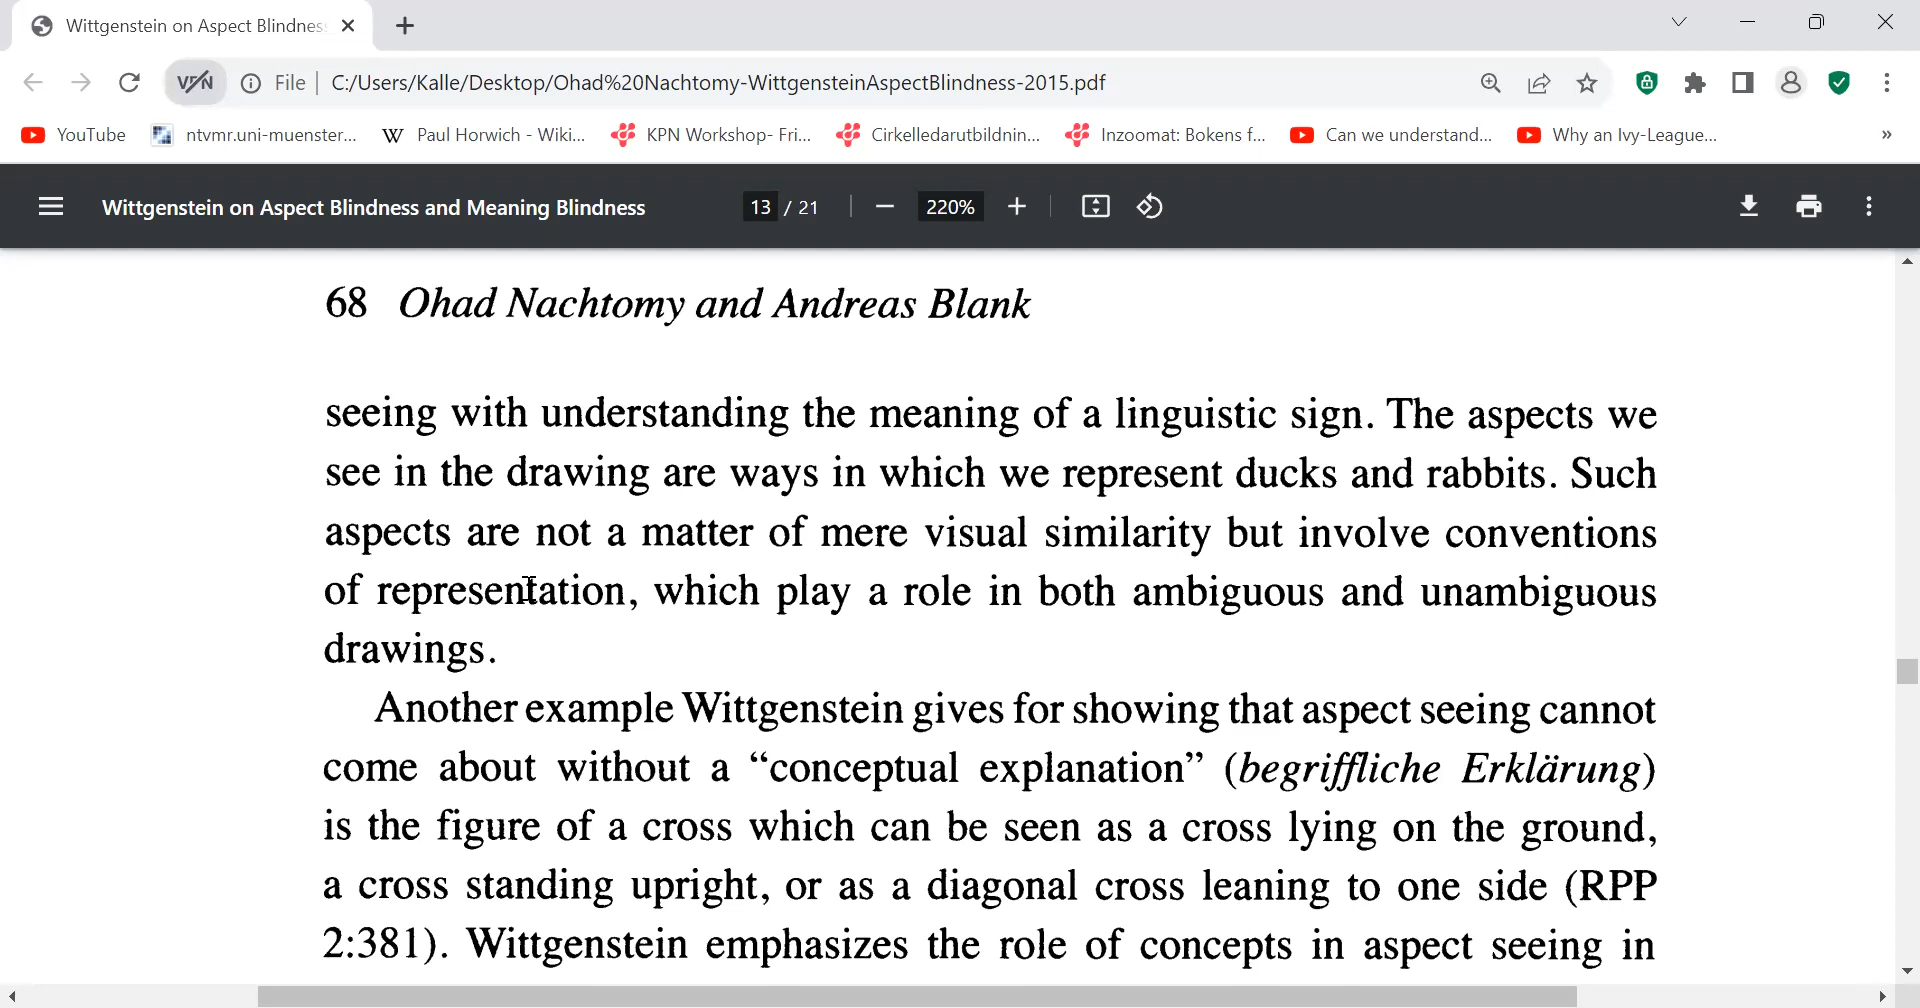 Wittgenstein on Aspect Blindnes
File C:/Users/Kalle/Desktop/Ohad%20Nachtomy-WittgensteinAspectBlindness-2015.pdf
YouTube ntvmr.uni-muenster... Paul Horwich - Wiki... KPN Workshop- Fri... Cirkelledarutbildnin... Inzoomat: Bokens f... Can we understand... Why an Ivy-League... »
Wittgenstein on Aspect Blindness and Meaning Blindness 13 / 21 220%
68 Ohad Nachtomy and Andreas Blank
seeing with understanding the meaning of a linguistic sign. The aspects we
see in the drawing are ways in which we represent ducks and rabbits. Such
aspects are not a matter of mere visual similarity but involve conventions
of representation, which play a role in both ambiguous and unambiguous
drawings.
Another example Wittgenstein gives for showing that aspect seeing cannot
come about without a “conceptual explanation” (begriffliche Erklärung)
is the figure of a cross which can be seen as a cross lying on the ground,
a cross standing upright, or as a diagonal cross leaning to one side (RPP
2:381). Wittgenstein emphasizes the role of concepts in aspect seeing in